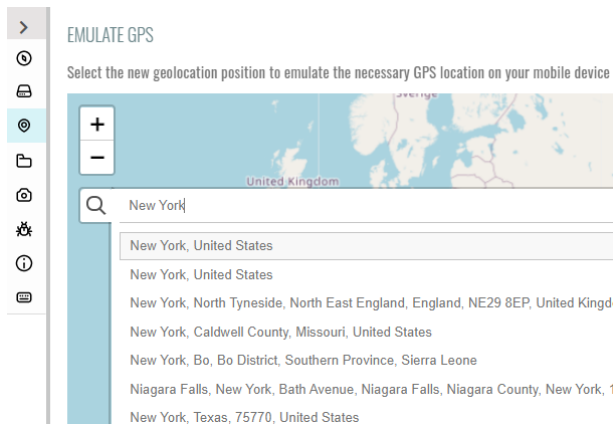 EMULATE GPS
Select the new geolocation position to emulate the necessary GPS location on your mobile device
Sverige
+
−
United Kingdom
New York
New York, United States
New York, United States
New York, North Tyneside, North East England, England, NE29 8EP, United Kingd
New York, Caldwell County, Missouri, United States
New York, Bo, Bo District, Southern Province, Sierra Leone
Niagara Falls, New York, Bath Avenue, Niagara Falls, Niagara County, New York, 1
New York, Texas, 75770, United States